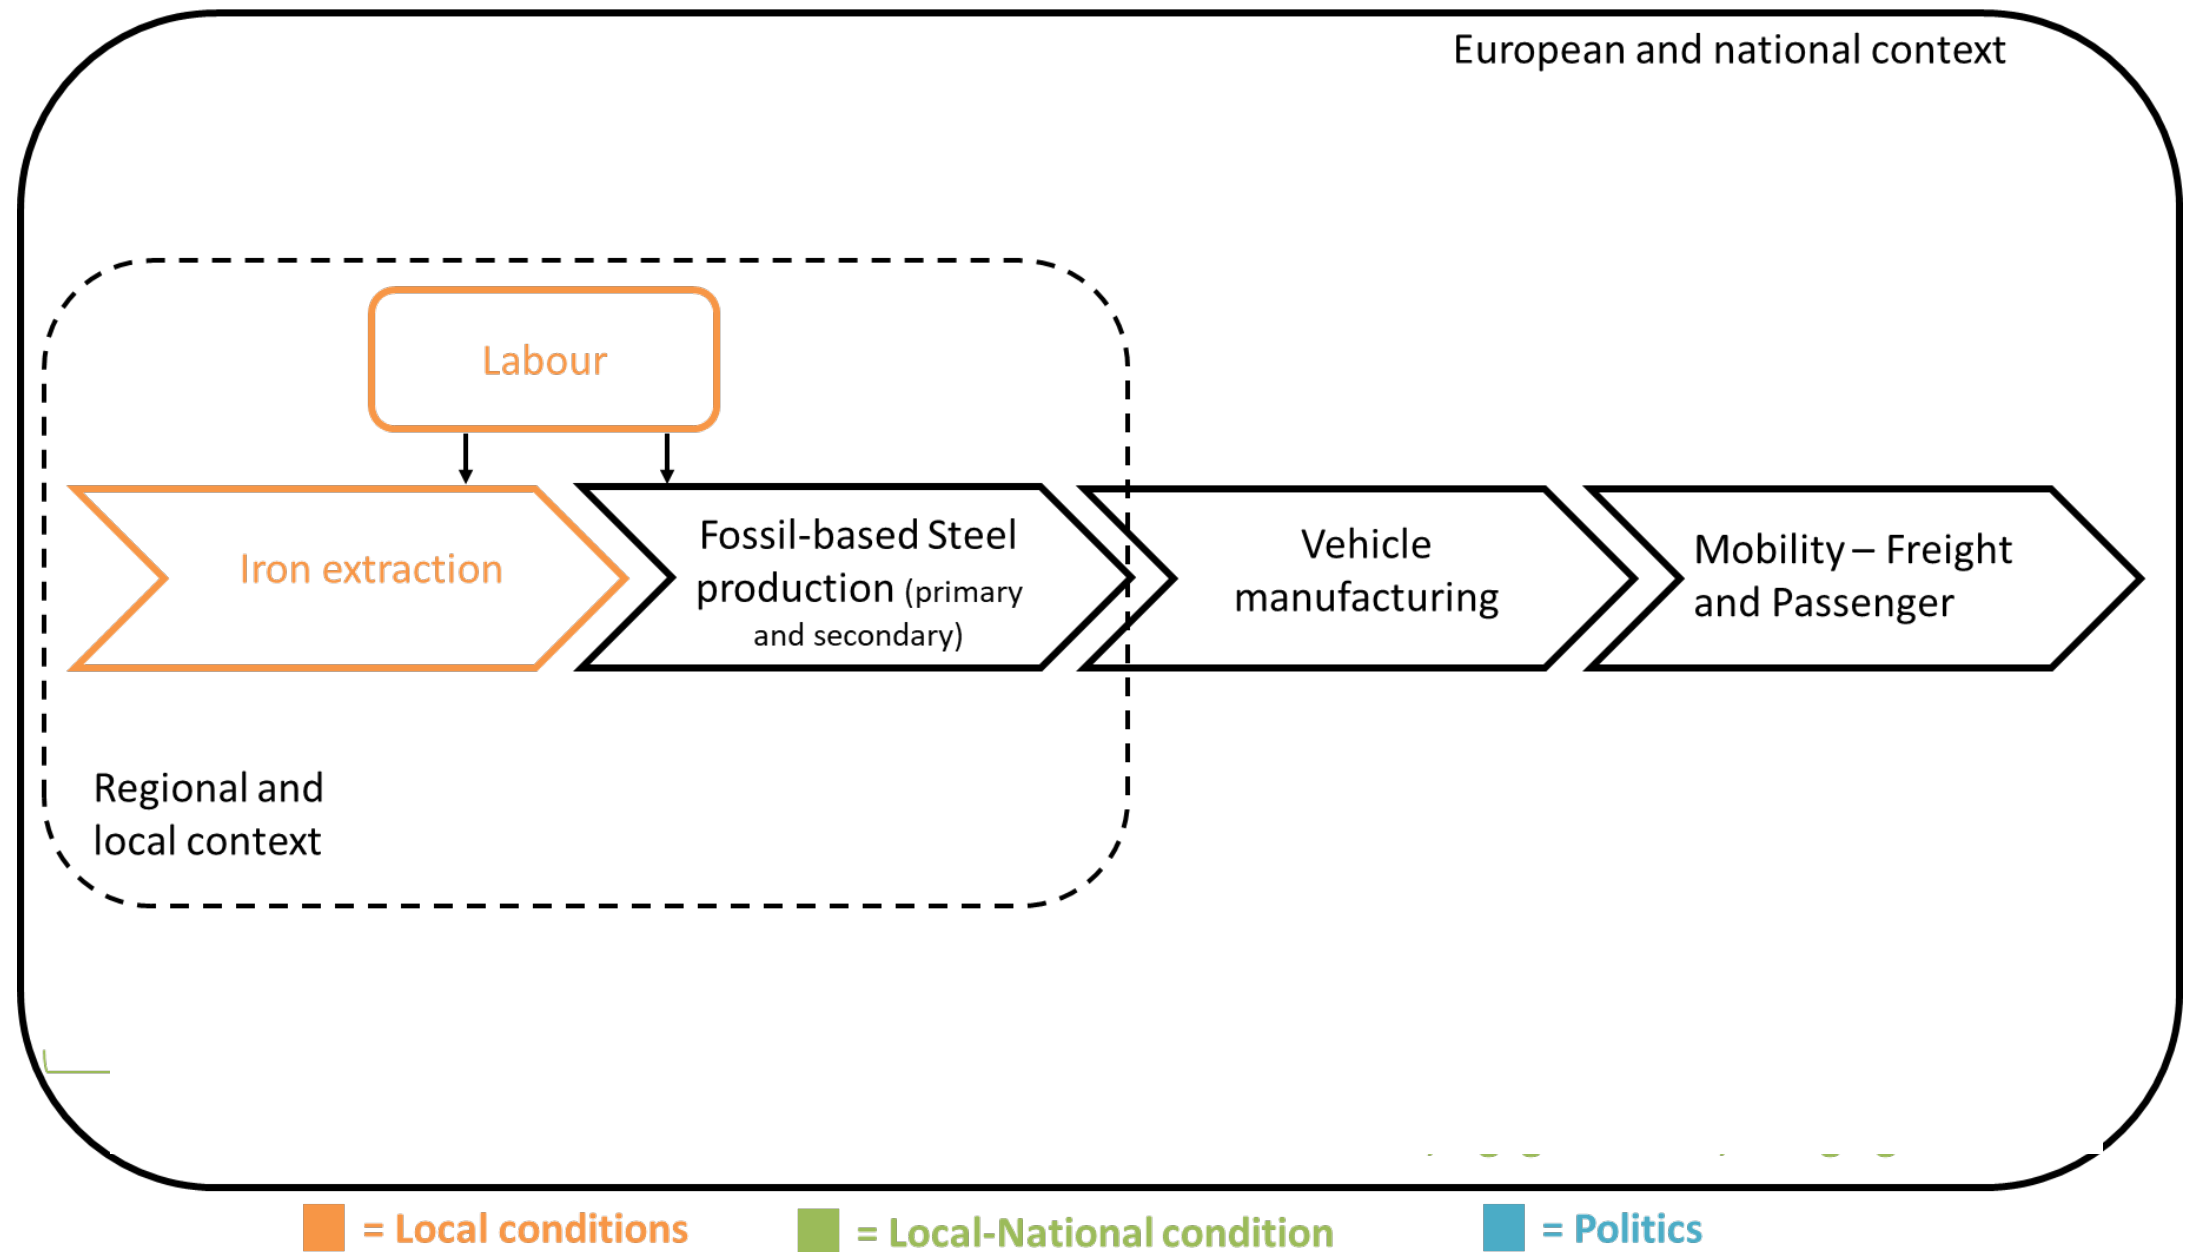 European and national context
Labour
Iron extraction
Fossil-based Steel
production (primary
and secondary)
Vehicle
manufacturing
Mobility – Freight
and Passenger
Regional and
local context
= Local conditions
= Local-National condition
= Politics